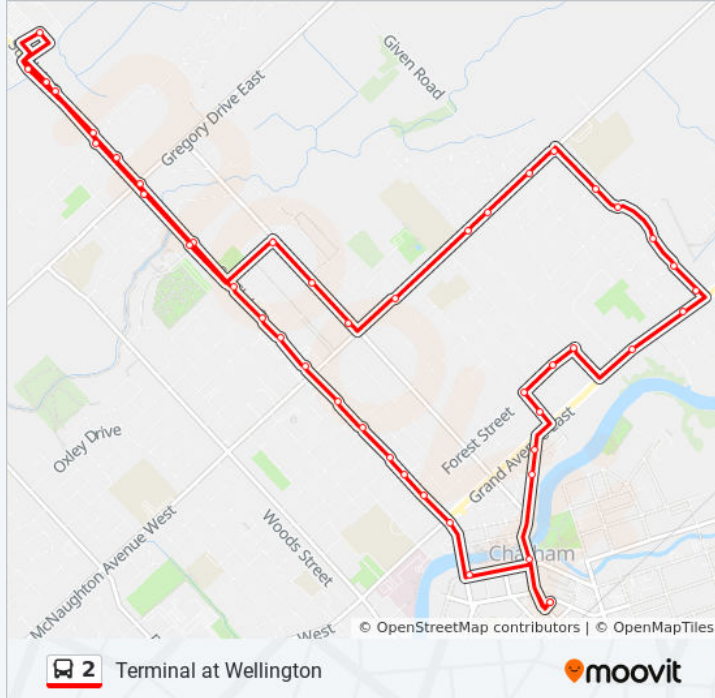 Given Road
Gregory Drive East
Oxley Drive
Forest Street
Grand Avenue East
McNaughton Avenue West
Woods Street
Chatham
West
© OpenStreetMap contributors | © OpenMapTiles
2 Terminal at Wellington
moovit